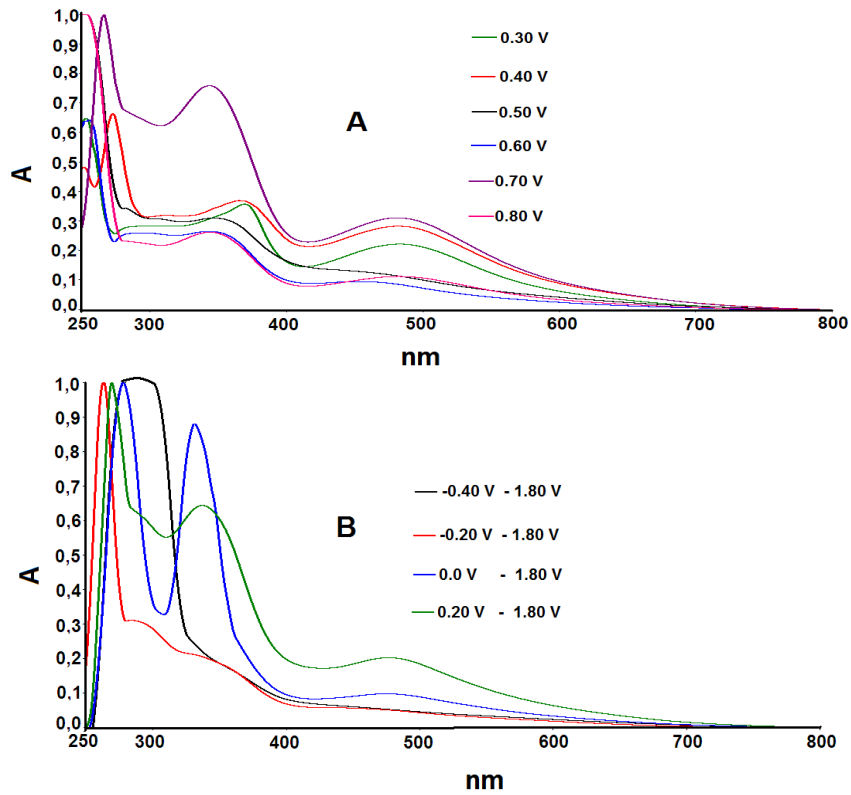 1,0
0,9
0,8
0,7
0,6
0,5
0,4
0,3
0,2
0,1
0,0
A
A
0.30 V
0.40 V
0.50 V
0.60 V
0.70 V
0.80 V
250 300 400 500 600 700 800
nm
1,0
0,9
0,8
0,7
0,6
0,5
0,4
0,3
0,2
0,1
0,0
A
B
-0.40 V - 1.80 V
-0.20 V - 1.80 V
0.0 V - 1.80 V
0.20 V - 1.80 V
250 300 400 500 600 700 800
nm